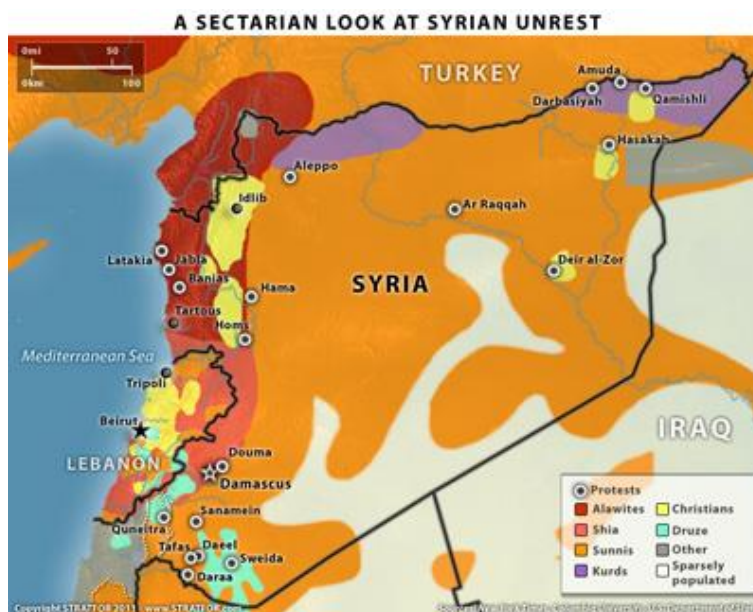 A SECTARIAN LOOK AT SYRIAN UNREST
0mi 50
0km 100
TURKEY
Amuda
Darbasiyah
Qamishli
Hasakah
Aleppo
Idlib
Ar Raqqah
Latakia
Jabla
Banias
Deir al-Zor
SYRIA
Hama
Tartous
Homs
Mediterranean Sea
Tripoli
Beirut
IRAQ
LEBANON
Douma
Damascus
Sanamein
Quneitra
Tafas
Daeel
Sweida
Daraa
Protests
Alawites
Christians
Shia
Druze
Sunnis
Other
Kurds
Sparsely
populated
Copyright STRATFOR 2011 www.STRATFOR.com